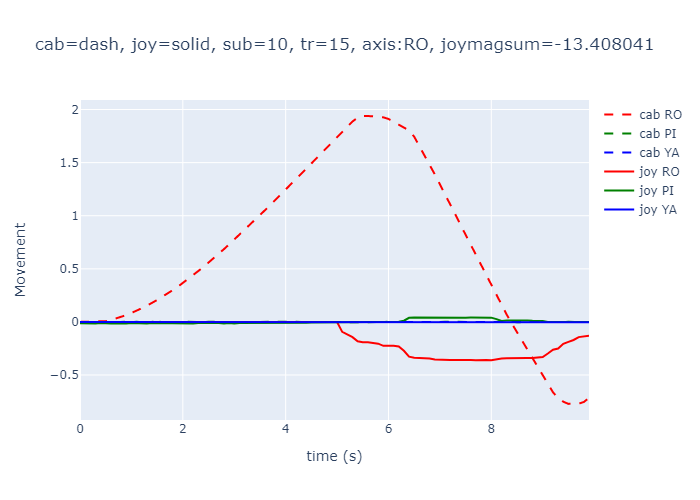 cab=dash, joy=solid, sub=10, tr=15, axis:RO, joymagsum=-13.408041
Movement
2
1.5
1
0.5
0
−0.5
0 2 4 6 8
time (s)
cab RO
cab PI
cab YA
joy RO
joy PI
joy YA